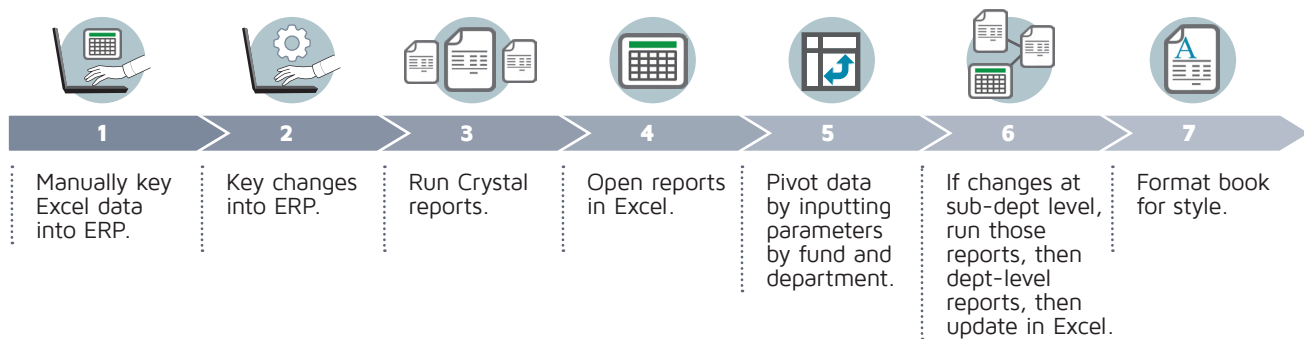 1
2
3
4
5
6
7
Manually key
Excel data
into ERP.
Key changes
into ERP.
Run Crystal
reports.
Open reports
in Excel.
Pivot data
by inputting
parameters
by fund and
department.
If changes at
sub-dept level,
run those
reports, then
dept-level
reports, then
update in Excel.
Format book
for style.
A